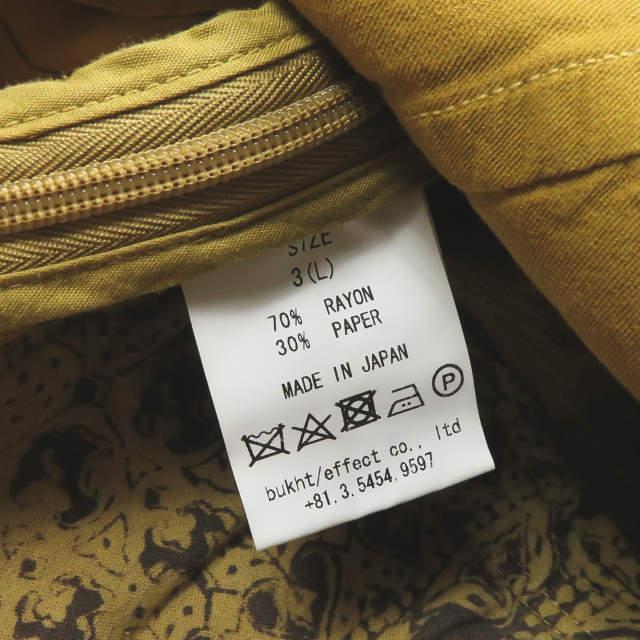 SIZE
3(L)
70% RAYON
30% PAPER
MADE IN JAPAN
P
bukht/effect co., ltd
+81.3.5454.9597